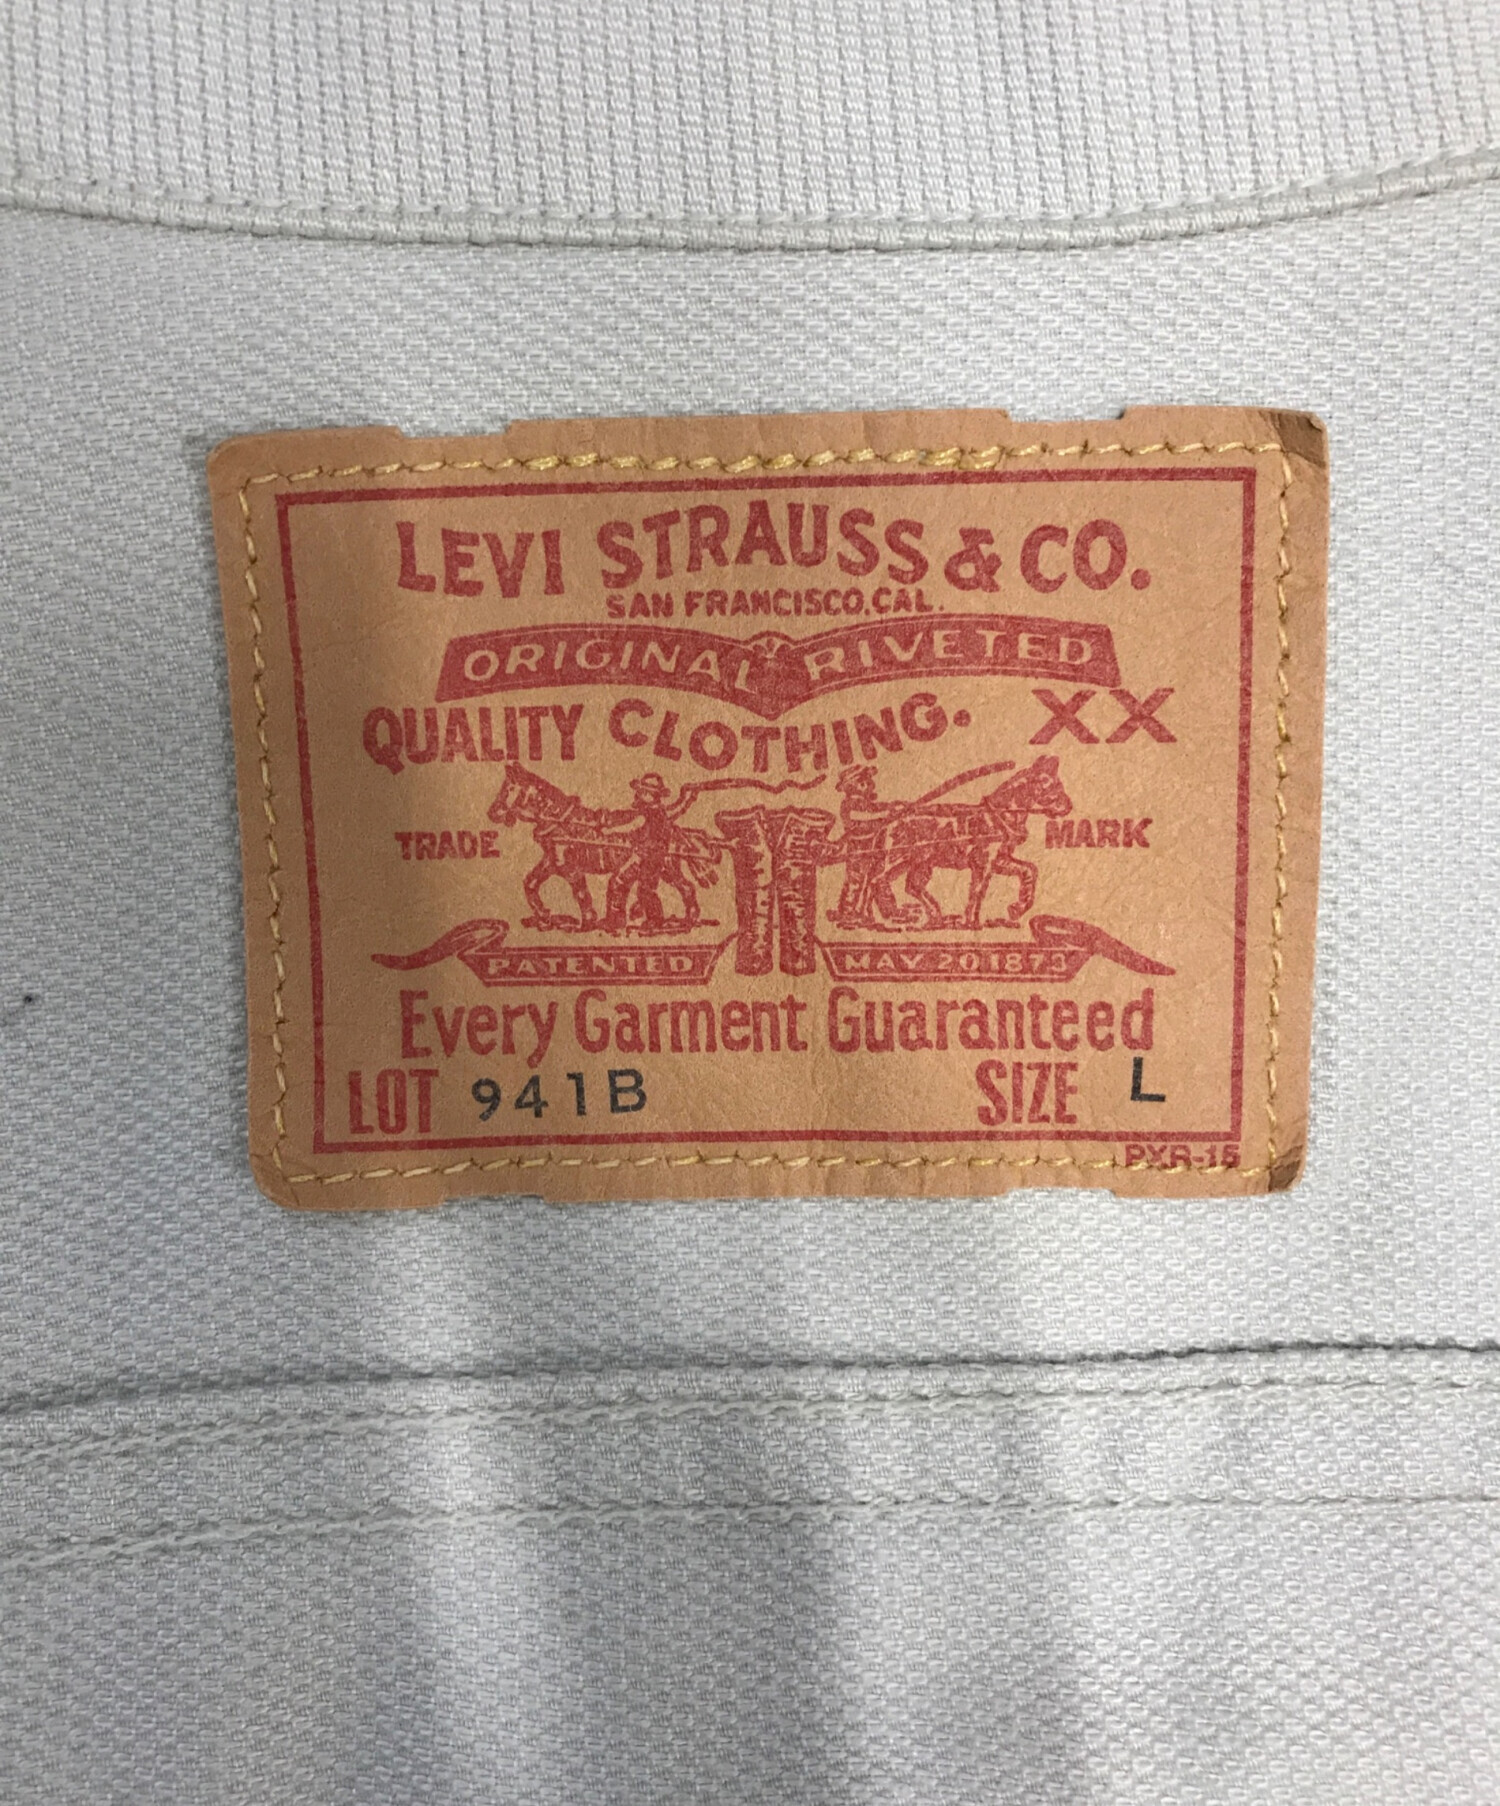 LEVI STRAUSS & CO.
SAN FRANCISCO.CAL.
ORIGINAL RIVETED
QUALITY CLOTHING. XX
TRADE MARK
PATENTED MAY 20 1873
Every Garment Guaranteed
LOT 941B SIZE L
PXR-15